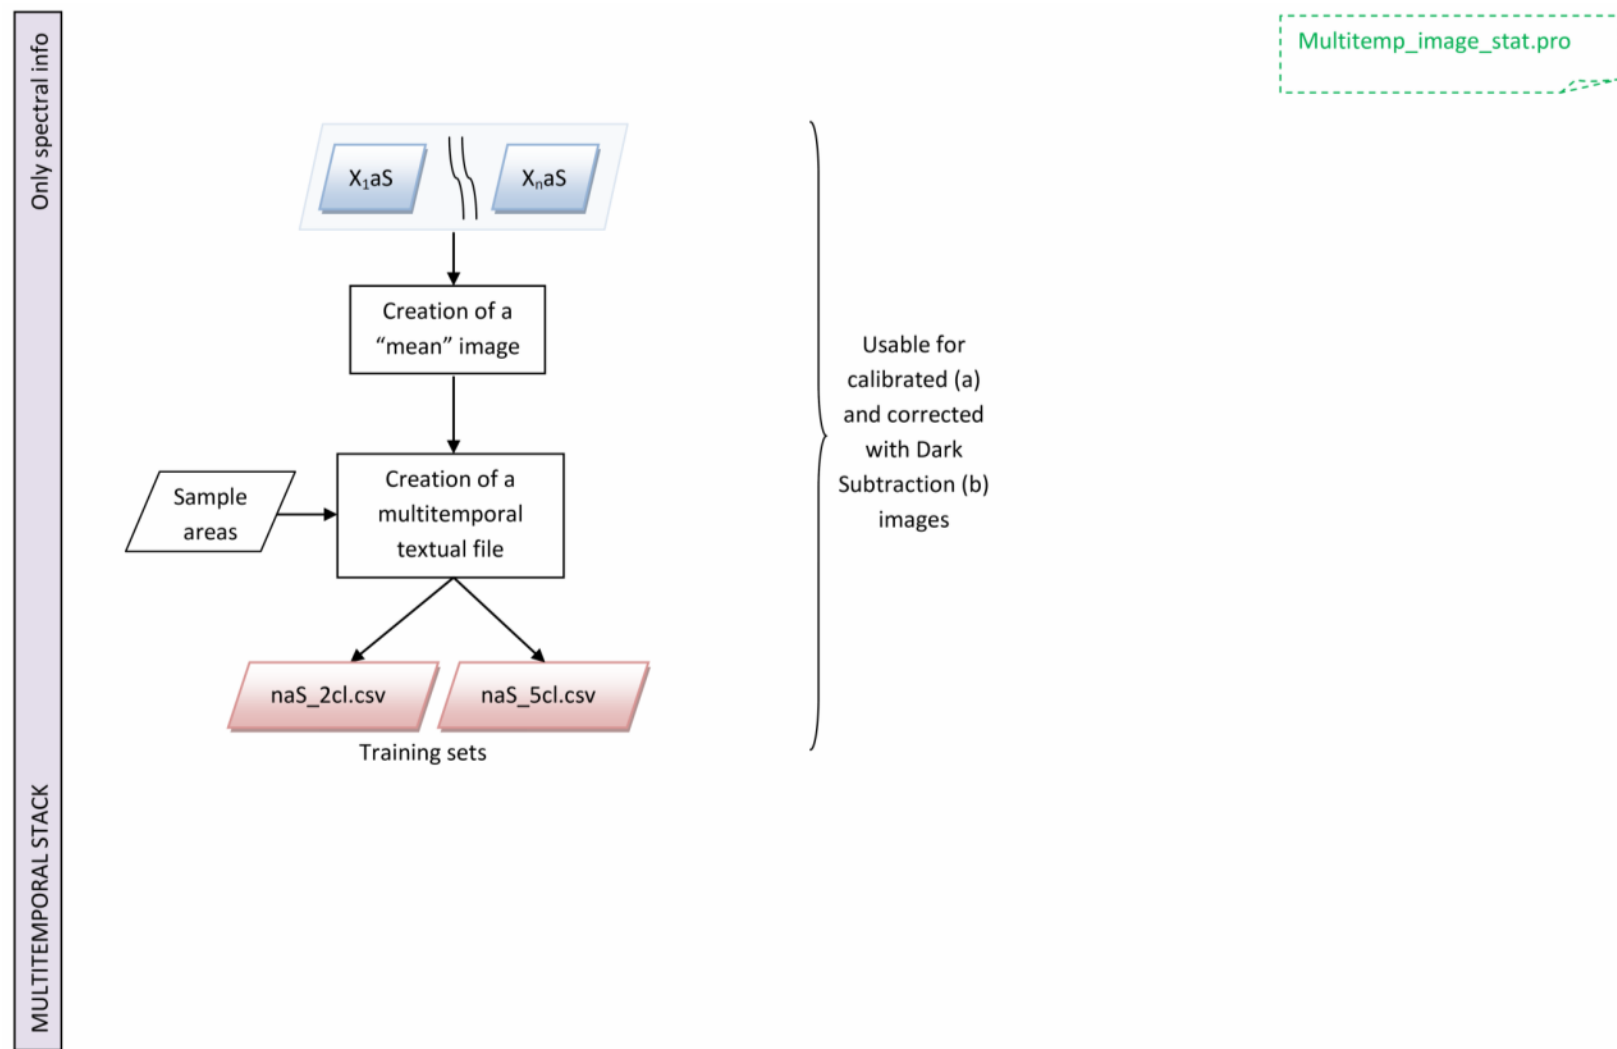 Only spectral info
MULTITEMPORAL STACK
Multitemp_image_stat.pro
X₁aS
XₙaS
Creation of a
“mean” image
Sample
areas
Creation of a
multitemporal
textual file
naS_2cl.csv
naS_5cl.csv
Training sets
Usable for
calibrated (a)
and corrected
with Dark
Subtraction (b)
images